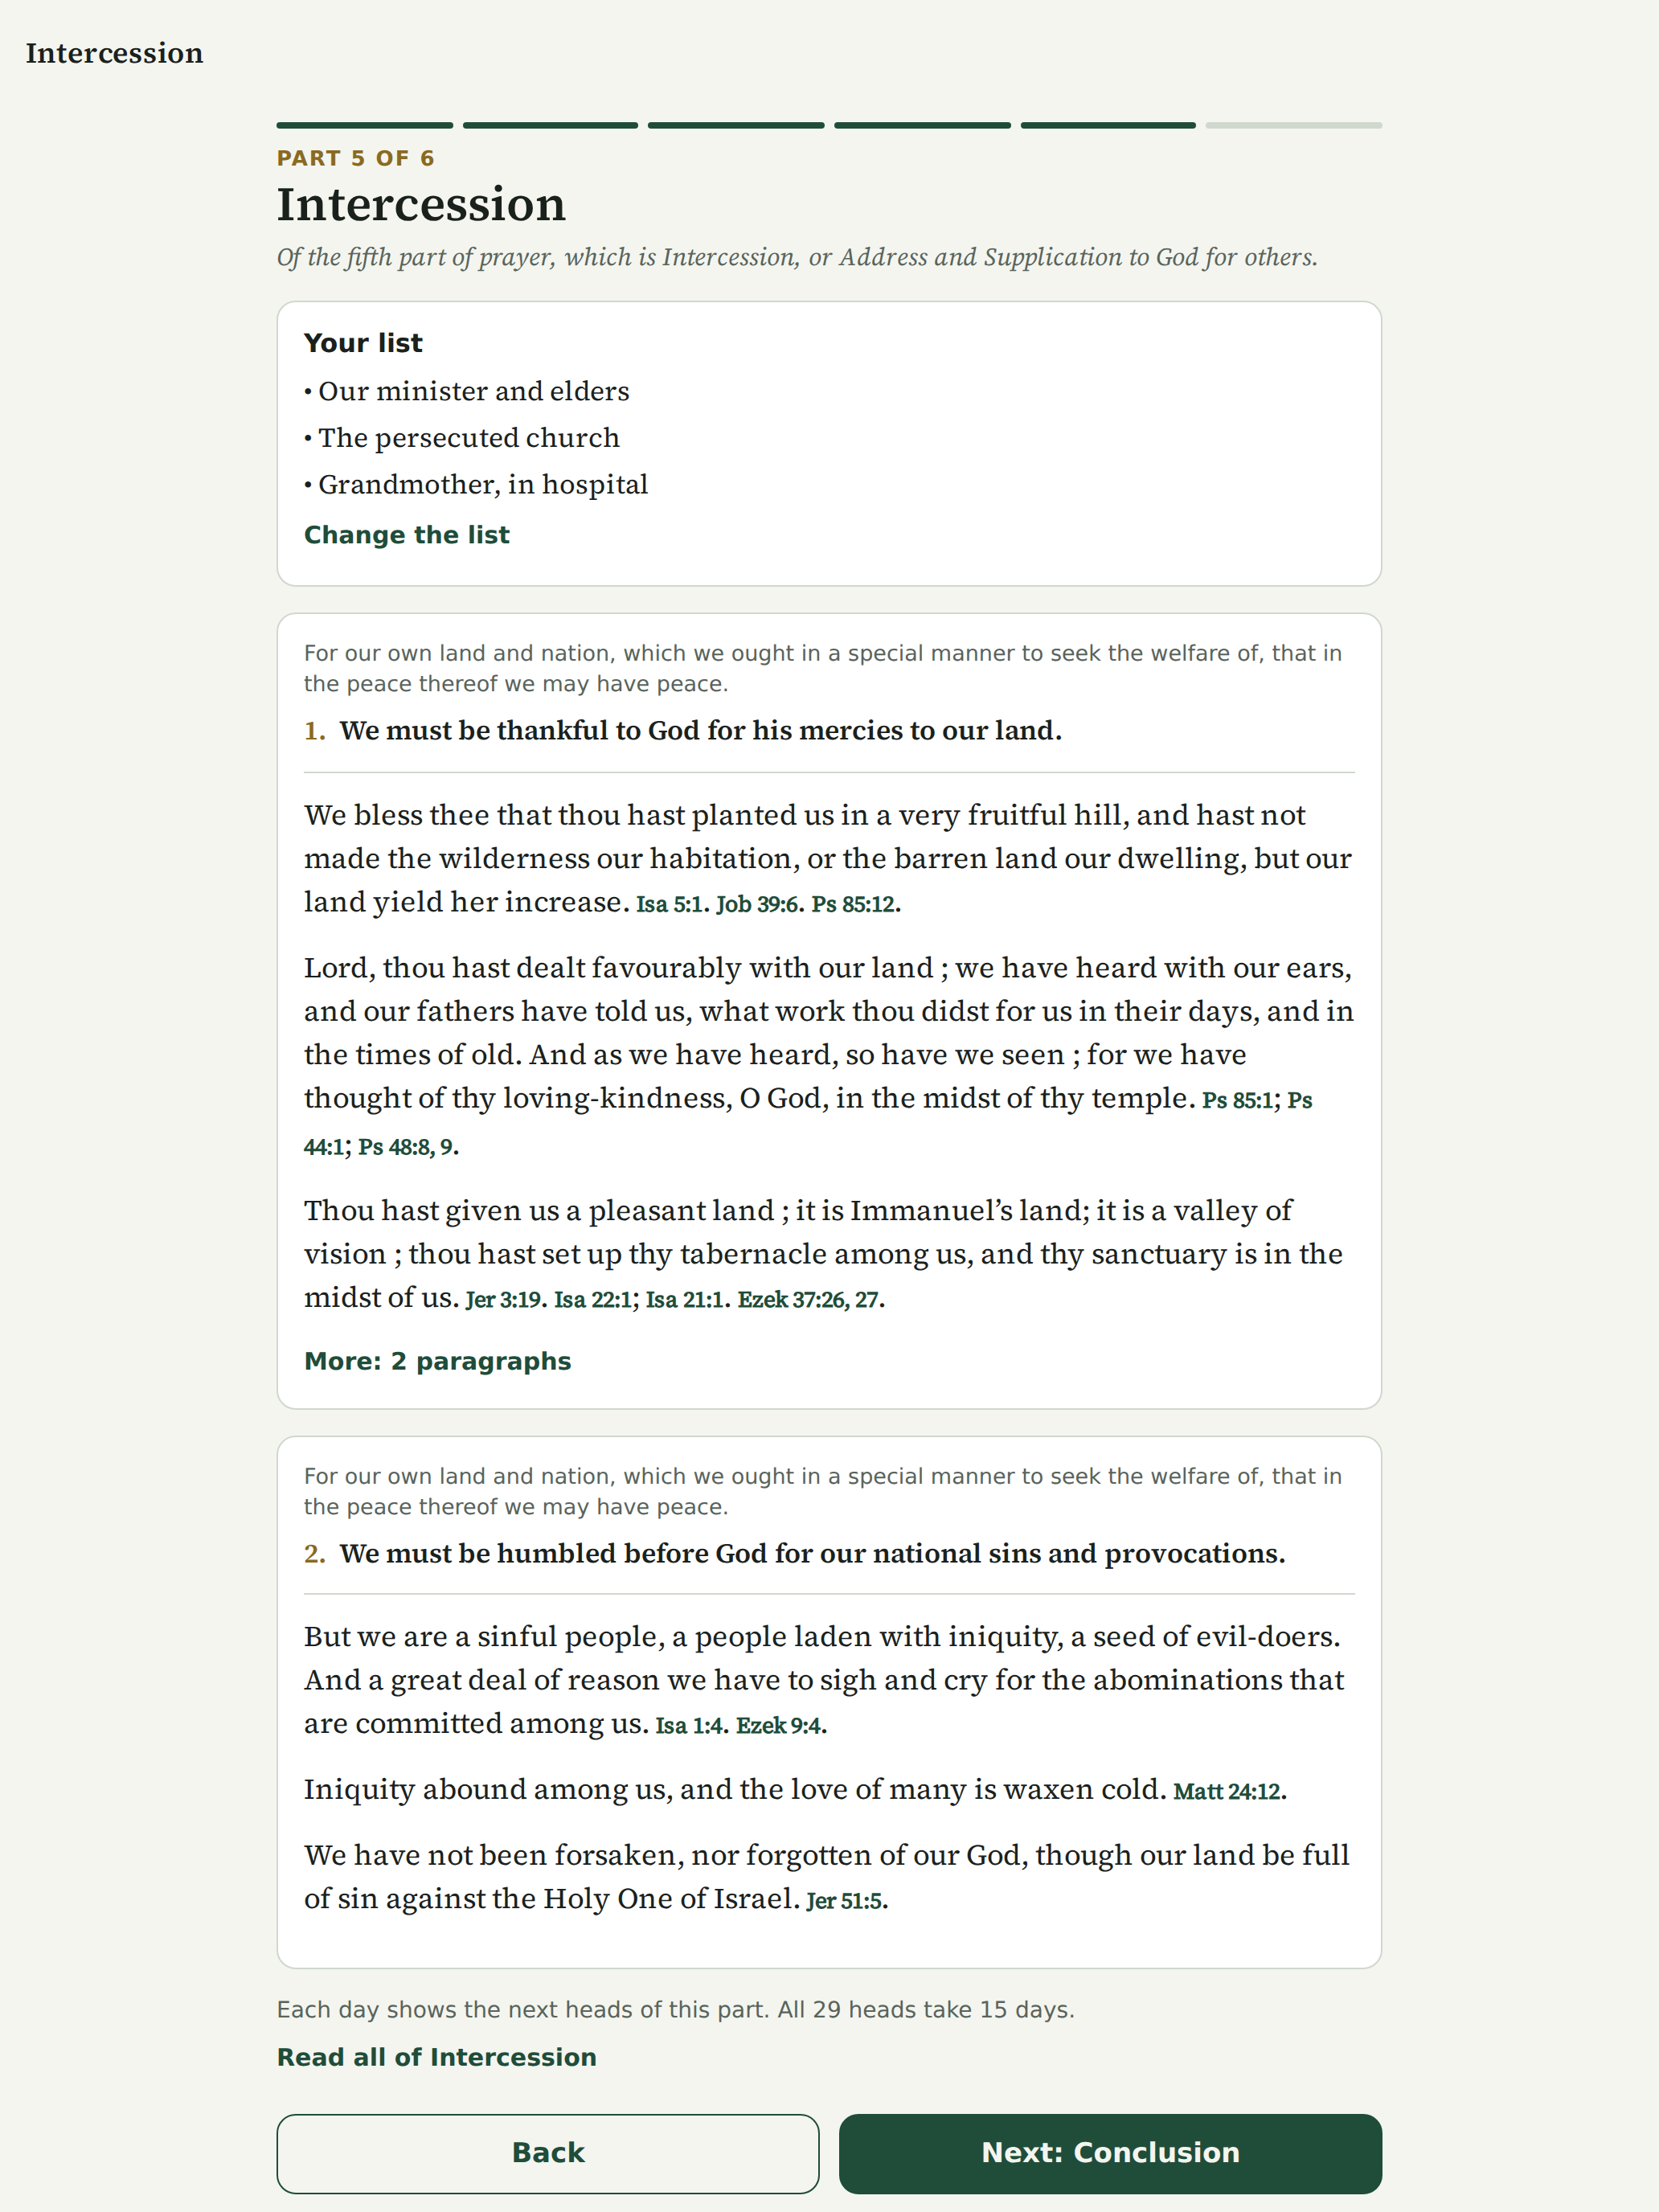 Intercession
PART 5 OF 6
Intercession
Of the fifth part of prayer, which is Intercession, or Address and Supplication to God for others.
Your list
• Our minister and elders
• The persecuted church
• Grandmother, in hospital
Change the list
For our own land and nation, which we ought in a special manner to seek the welfare of, that in
the peace thereof we may have peace.
1. We must be thankful to God for his mercies to our land.
We bless thee that thou hast planted us in a very fruitful hill, and hast not
made the wilderness our habitation, or the barren land our dwelling, but our
land yield her increase. Isa 5:1. Job 39:6. Ps 85:12.
Lord, thou hast dealt favourably with our land ; we have heard with our ears,
and our fathers have told us, what work thou didst for us in their days, and in
the times of old. And as we have heard, so have we seen ; for we have
thought of thy loving-kindness, O God, in the midst of thy temple. Ps 85:1; Ps
44:1; Ps 48:8, 9.
Thou hast given us a pleasant land ; it is Immanuel’s land; it is a valley of
vision ; thou hast set up thy tabernacle among us, and thy sanctuary is in the
midst of us. Jer 3:19. Isa 22:1; Isa 21:1. Ezek 37:26, 27.
More: 2 paragraphs
For our own land and nation, which we ought in a special manner to seek the welfare of, that in
the peace thereof we may have peace.
2. We must be humbled before God for our national sins and provocations.
But we are a sinful people, a people laden with iniquity, a seed of evil-doers.
And a great deal of reason we have to sigh and cry for the abominations that
are committed among us. Isa 1:4. Ezek 9:4.
Iniquity abound among us, and the love of many is waxen cold. Matt 24:12.
We have not been forsaken, nor forgotten of our God, though our land be full
of sin against the Holy One of Israel. Jer 51:5.
Each day shows the next heads of this part. All 29 heads take 15 days.
Read all of Intercession
Back
Next: Conclusion